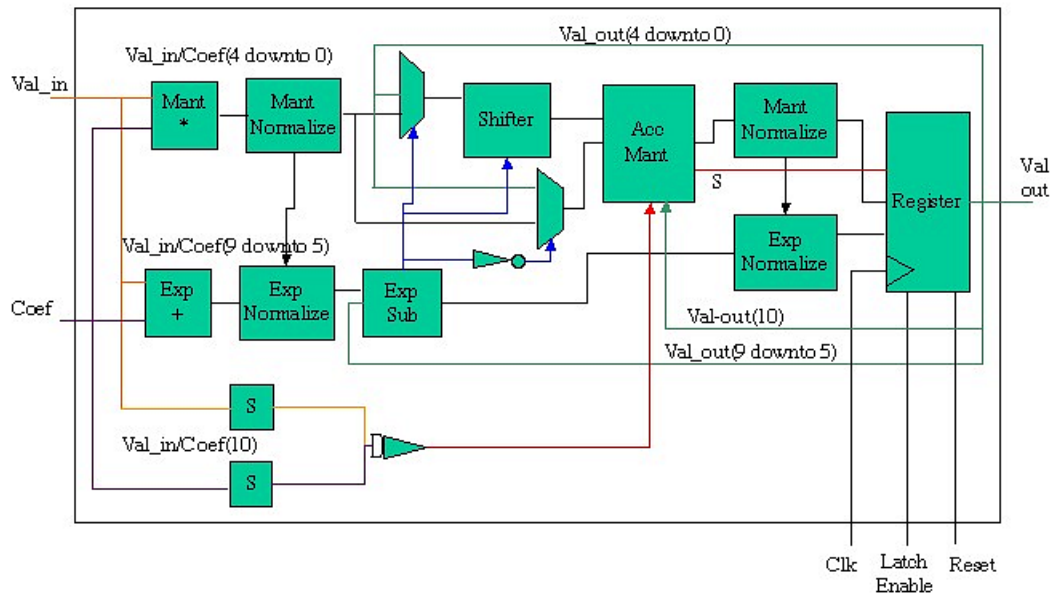 Val_out(4 downto 0)
Val_in/Coef(4 downto 0)
Val_in
Mant
*
Mant
Normalize
Shifter
Acc
Mant
Mant
Normalize
S
Register
Val
out
Val_in/Coef(9 downto 5)
Exp
Normalize
Coef
Exp
+
Exp
Normalize
Exp
Sub
Val-out(10)
Val_out(9 downto 5)
S
Val_in/Coef(10)
S
Clk
Latch
Enable
Reset